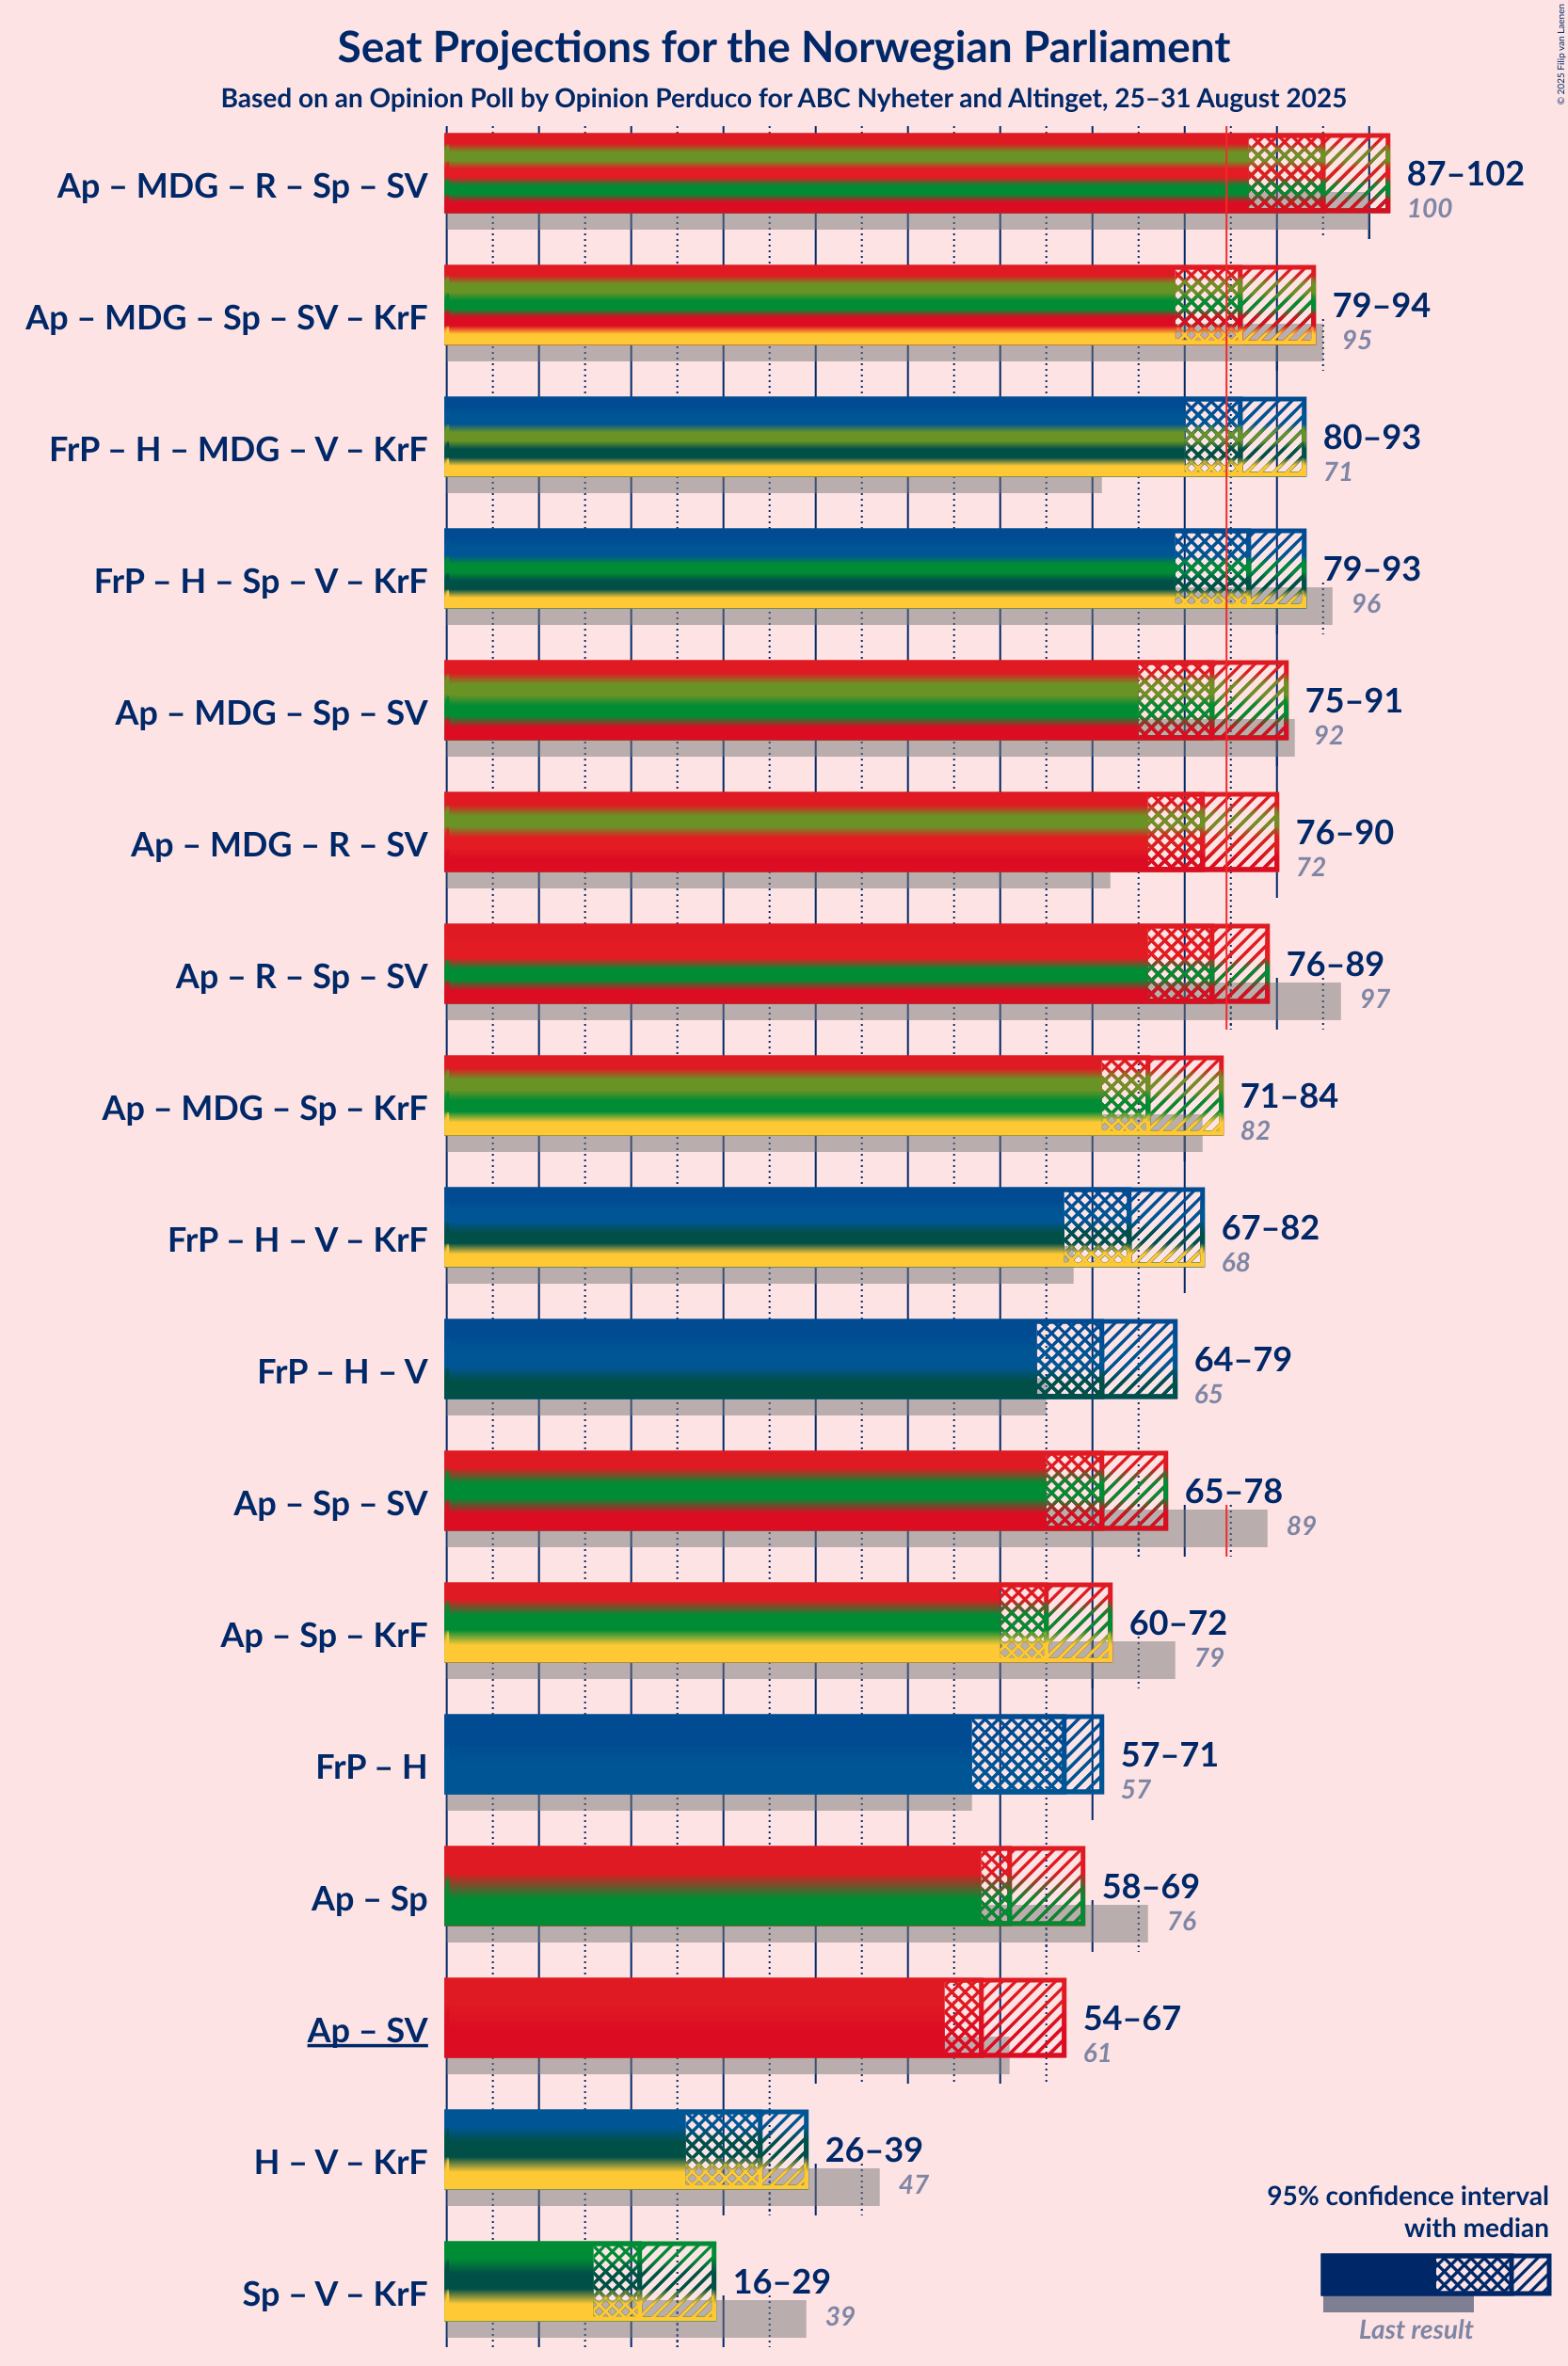 Seat Projections for the Norwegian Parliament
Based on an Opinion Poll by Opinion Perduco for ABC Nyheter and Altinget, 25–31 August 2025
© 2025 Filip van Laenen
Ap – MDG – R – Sp – SV
87–102
100
Ap – MDG – Sp – SV – KrF
79–94
95
FrP – H – MDG – V – KrF
80–93
71
FrP – H – Sp – V – KrF
79–93
96
Ap – MDG – Sp – SV
75–91
92
Ap – MDG – R – SV
76–90
72
Ap – R – Sp – SV
76–89
97
Ap – MDG – Sp – KrF
71–84
82
FrP – H – V – KrF
67–82
68
FrP – H – V
64–79
65
Ap – Sp – SV
65–78
89
Ap – Sp – KrF
60–72
79
FrP – H
57–71
57
Ap – Sp
58–69
76
Ap – SV
54–67
61
H – V – KrF
26–39
47
Sp – V – KrF
16–29
39
95% confidence interval
with median
Last result